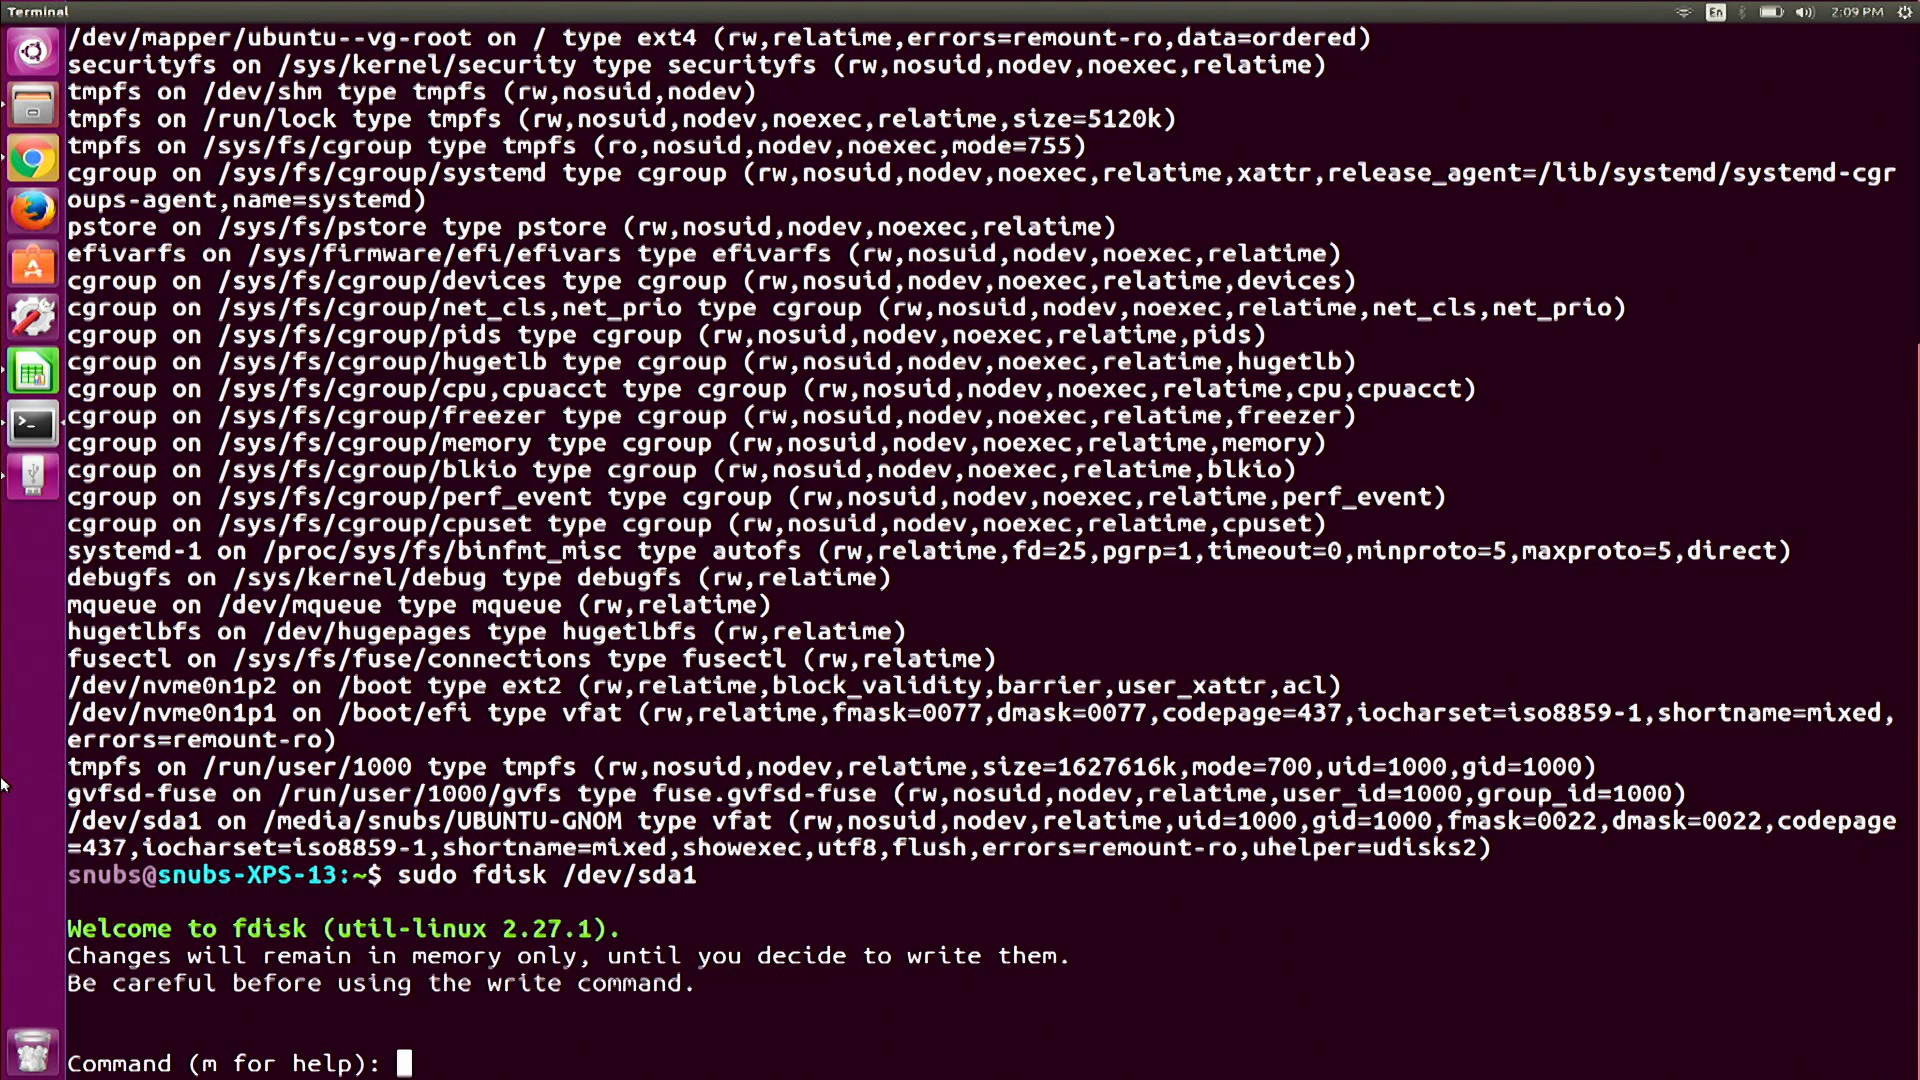 Terminal
En
2:09 PM
/dev/mapper/ubuntu--vg-root on / type ext4 (rw,relatime,errors=remount-ro,data=ordered)
securityfs on /sys/kernel/security type securityfs (rw,nosuid,nodev,noexec,relatime)
tmpfs on /dev/shm type tmpfs (rw,nosuid,nodev)
tmpfs on /run/lock type tmpfs (rw,nosuid,nodev,noexec,relatime,size=5120k)
tmpfs on /sys/fs/cgroup type tmpfs (ro,nosuid,nodev,noexec,mode=755)
cgroup on /sys/fs/cgroup/systemd type cgroup (rw,nosuid,nodev,noexec,relatime,xattr,release_agent=/lib/systemd/systemd-cgr
oups-agent,name=systemd)
pstore on /sys/fs/pstore type pstore (rw,nosuid,nodev,noexec,relatime)
efivarfs on /sys/firmware/efi/efivars type efivarfs (rw,nosuid,nodev,noexec,relatime)
cgroup on /sys/fs/cgroup/devices type cgroup (rw,nosuid,nodev,noexec,relatime,devices)
cgroup on /sys/fs/cgroup/net_cls,net_prio type cgroup (rw,nosuid,nodev,noexec,relatime,net_cls,net_prio)
cgroup on /sys/fs/cgroup/pids type cgroup (rw,nosuid,nodev,noexec,relatime,pids)
cgroup on /sys/fs/cgroup/hugetlb type cgroup (rw,nosuid,nodev,noexec,relatime,hugetlb)
cgroup on /sys/fs/cgroup/cpu,cpuacct type cgroup (rw,nosuid,nodev,noexec,relatime,cpu,cpuacct)
cgroup on /sys/fs/cgroup/freezer type cgroup (rw,nosuid,nodev,noexec,relatime,freezer)
cgroup on /sys/fs/cgroup/memory type cgroup (rw,nosuid,nodev,noexec,relatime,memory)
cgroup on /sys/fs/cgroup/blkio type cgroup (rw,nosuid,nodev,noexec,relatime,blkio)
cgroup on /sys/fs/cgroup/perf_event type cgroup (rw,nosuid,nodev,noexec,relatime,perf_event)
cgroup on /sys/fs/cgroup/cpuset type cgroup (rw,nosuid,nodev,noexec,relatime,cpuset)
systemd-1 on /proc/sys/fs/binfmt_misc type autofs (rw,relatime,fd=25,pgrp=1,timeout=0,minproto=5,maxproto=5,direct)
debugfs on /sys/kernel/debug type debugfs (rw,relatime)
mqueue on /dev/mqueue type mqueue (rw,relatime)
hugetlbfs on /dev/hugepages type hugetlbfs (rw,relatime)
fusectl on /sys/fs/fuse/connections type fusectl (rw,relatime)
/dev/nvme0n1p2 on /boot type ext2 (rw,relatime,block_validity,barrier,user_xattr,acl)
/dev/nvme0n1p1 on /boot/efi type vfat (rw,relatime,fmask=0077,dmask=0077,codepage=437,iocharset=iso8859-1,shortname=mixed,
errors=remount-ro)
tmpfs on /run/user/1000 type tmpfs (rw,nosuid,nodev,relatime,size=1627616k,mode=700,uid=1000,gid=1000)
gvfsd-fuse on /run/user/1000/gvfs type fuse.gvfsd-fuse (rw,nosuid,nodev,relatime,user_id=1000,group_id=1000)
/dev/sda1 on /media/snubs/UBUNTU-GNOM type vfat (rw,nosuid,nodev,relatime,uid=1000,gid=1000,fmask=0022,dmask=0022,codepage
=437,iocharset=iso8859-1,shortname=mixed,showexec,utf8,flush,errors=remount-ro,uhelper=udisks2)
snubs@snubs-XPS-13:~$ sudo fdisk /dev/sda1
Welcome to fdisk (util-linux 2.27.1).
Changes will remain in memory only, until you decide to write them.
Be careful before using the write command.
Command (m for help):